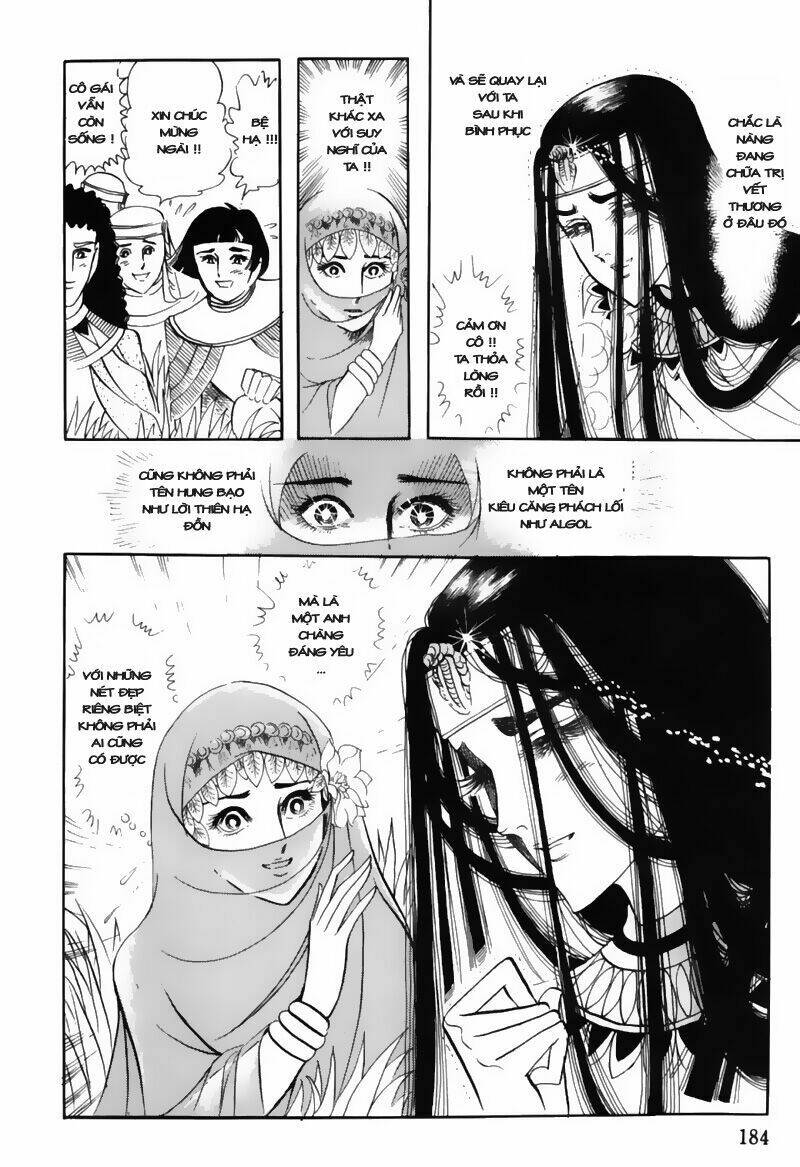 CHẮC LÀ
NÀNG
ĐANG
CHỮA TRỊ
VẾT
THƯƠNG
Ở ĐÂU ĐÓ
VÀ SẼ QUAY LẠI
VỚI TA
SAU KHI
BÌNH PHỤC
CẢM ƠN
CÔ !!
TA THỎA
LÒNG
RỒI !!
THẬT
KHÁC XA
VỚI SUY
NGHĨ CỦA
TA !!
BỆ
HẠ !!!
XIN CHÚC
MỪNG
NGÀI !!
CÔ GÁI
VẪN
CÒN
SỐNG !
KHÔNG PHẢI LÀ
MỘT TÊN
KIÊU CĂNG PHÁCH LỐI
NHƯ ALGOL
CŨNG KHÔNG PHẢI
TÊN HUNG BẠO
NHƯ LỜI THIÊN HẠ
ĐỒN
MÀ LÀ
MỘT ANH
CHÀNG
ĐÁNG YÊU
...
VỚI NHỮNG
NÉT ĐẸP
RIÊNG BIỆT
KHÔNG PHẢI
AI CŨNG
CÓ ĐƯỢC
184